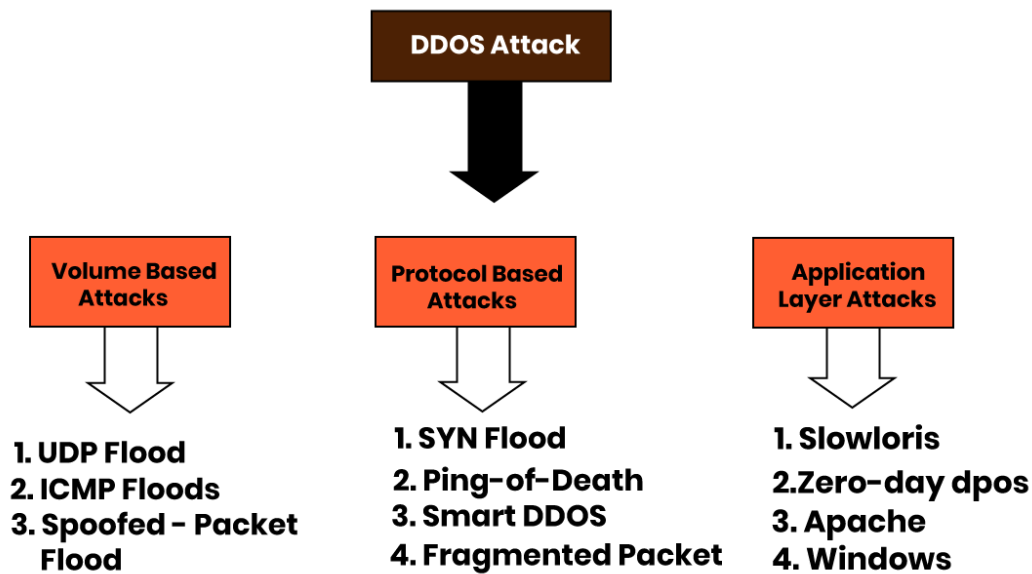 DDOS Attack
Volume Based
Attacks
1. UDP Flood
2. ICMP Floods
3. Spoofed - Packet
Flood
Protocol Based
Attacks
1. SYN Flood
2. Ping-of-Death
3. Smart DDOS
4. Fragmented Packet
Application
Layer Attacks
1. Slowloris
2.Zero-day dpos
3. Apache
4. Windows